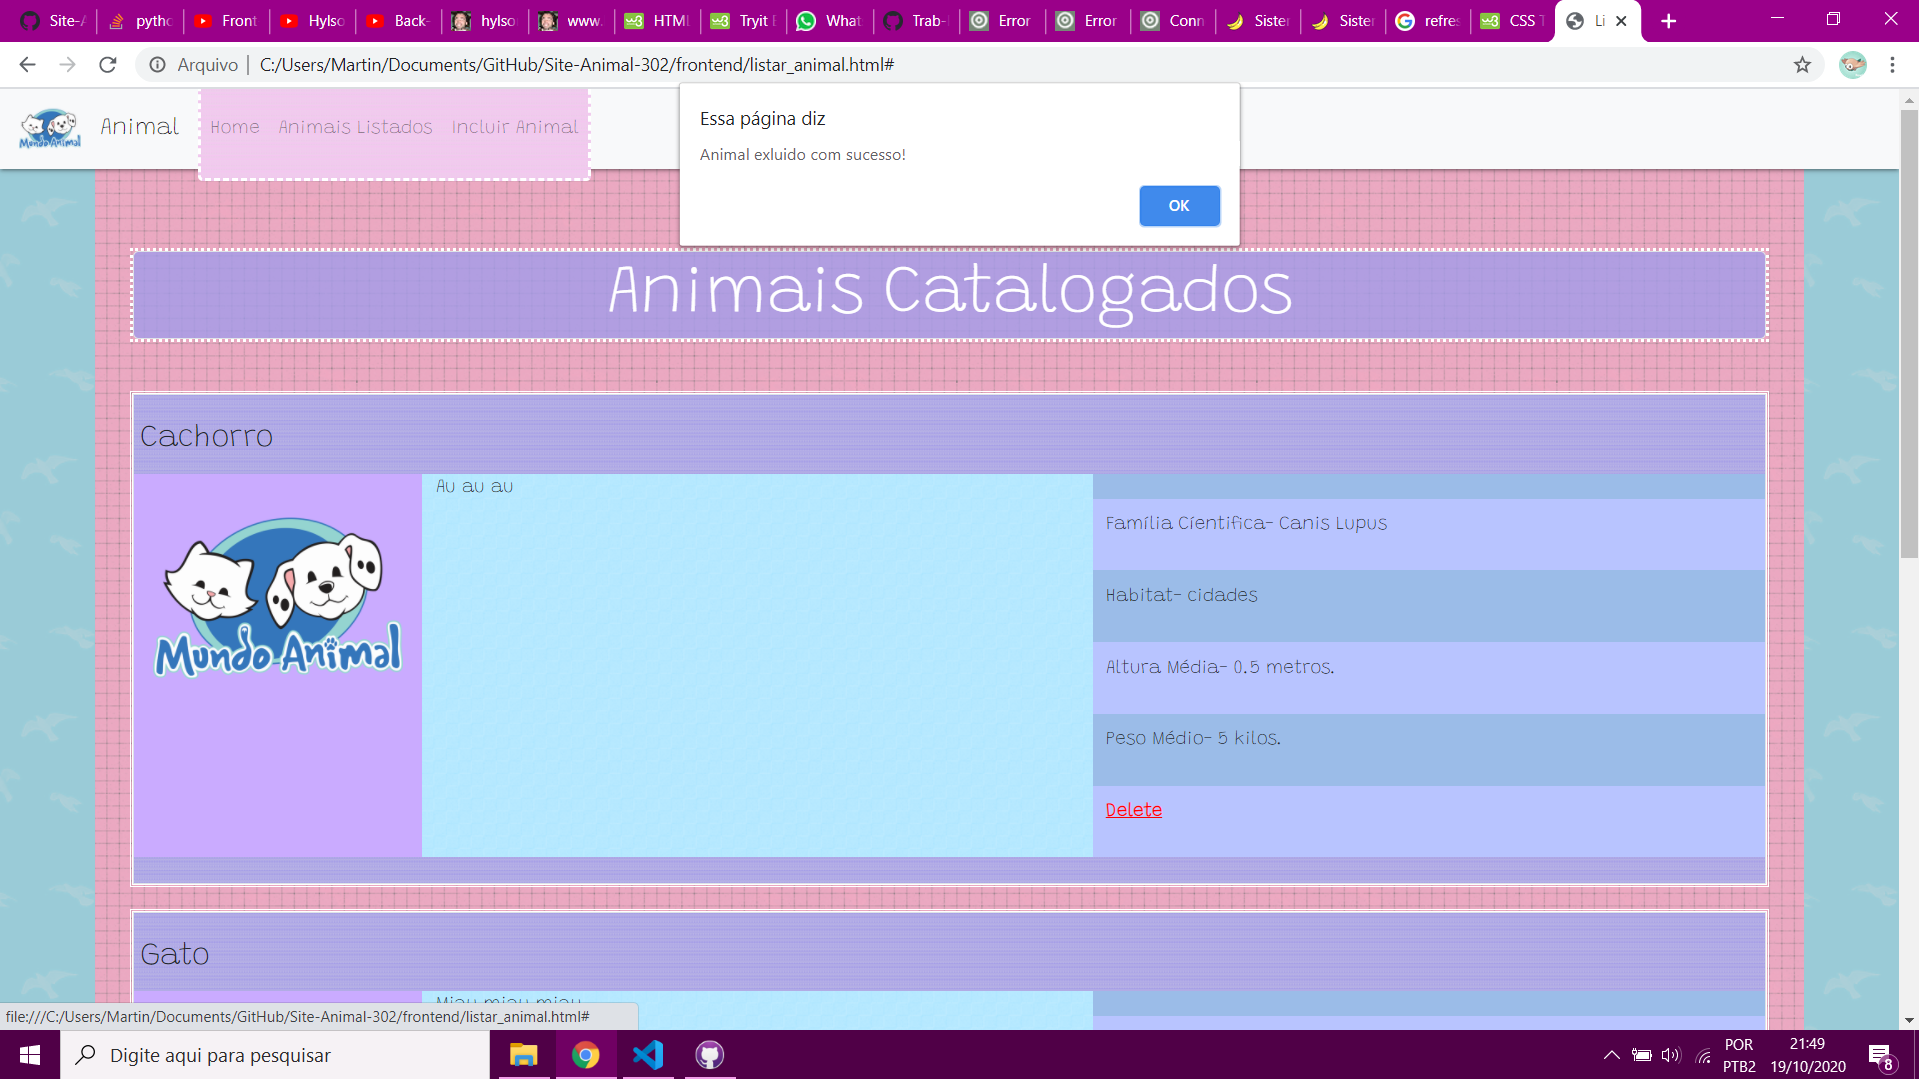 Site-A
pytho
Front
Hylso
Back-
hylso
www.
HTML
Tryit E
What
Trab-
Error
Error
Conn
Sister
Sister
refres
CSS T
Li
Arquivo | C:/Users/Martin/Documents/GitHub/Site-Animal-302/frontend/listar_animal.html#
Mundo Animal
Animal
Home Animais Listados Incluir Animal
Essa página diz
Animal exluido com sucesso!
OK
Animais Catalogados
Cachorro
Mundo Animal
Au au au
Família Cíentifica- Canis Lupus
Habitat- cidades
Altura Média- 0.5 metros.
Peso Médio- 5 kilos.
Delete
Gato
Miau miau miau
file:///C:/Users/Martin/Documents/GitHub/Site-Animal-302/frontend/listar_animal.html#
Digite aqui para pesquisar
POR
PTB2
21:49
19/10/2020
8